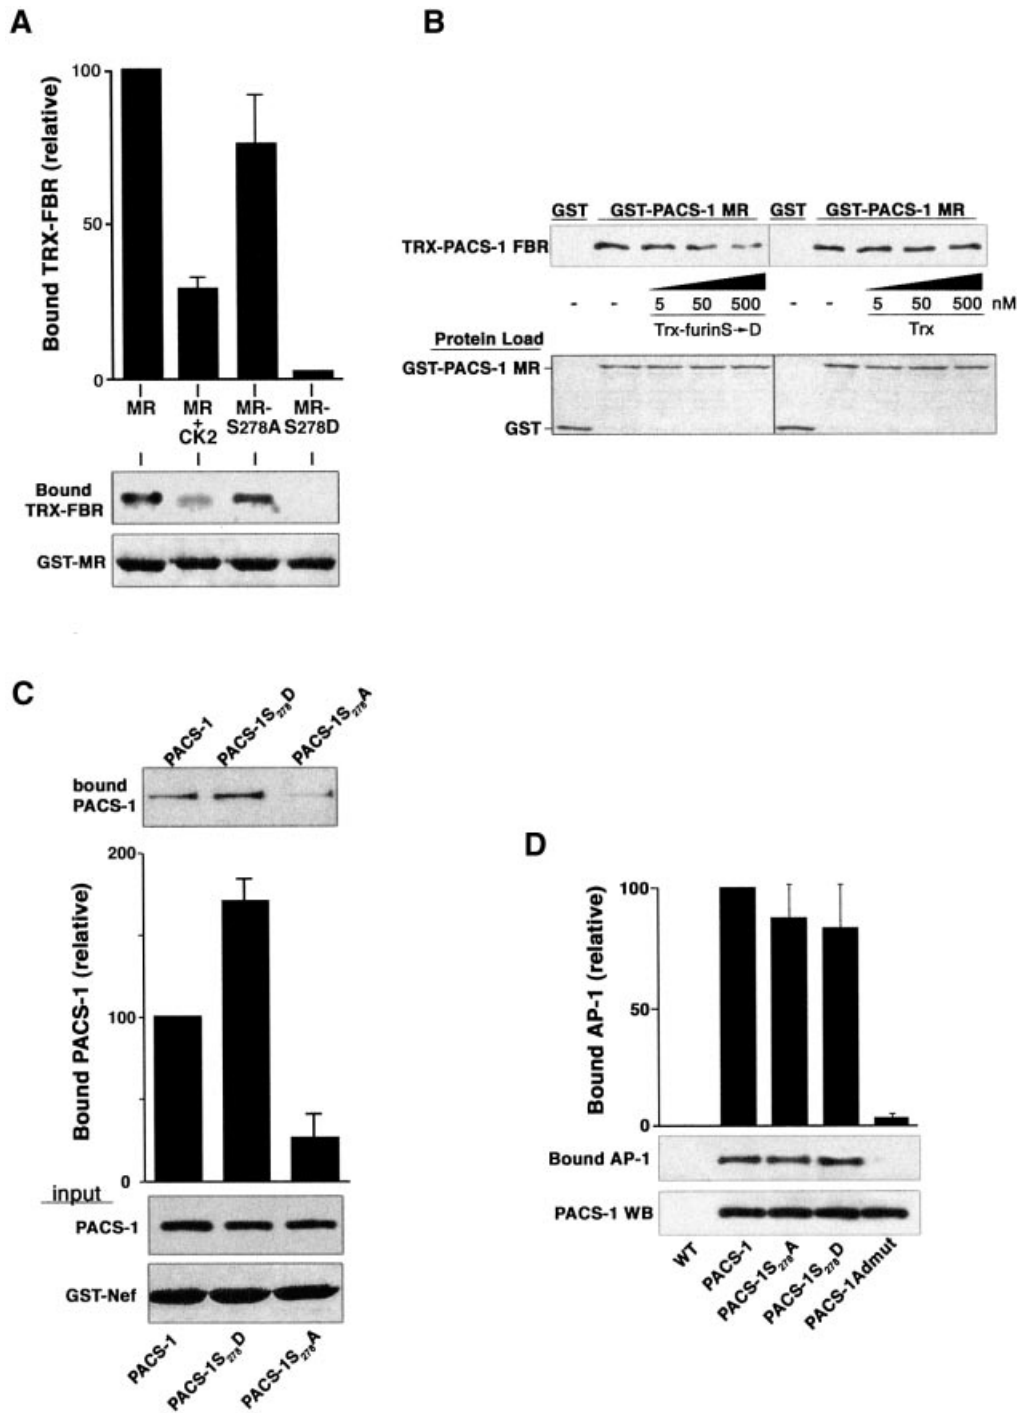 A
Bound TRX-FBR (relative)
100
50
0
MR
MR
+
CK2
MR-
S278A
MR-
S278D
Bound
TRX-FBR
GST-MR
B
GST GST-PACS-1 MR GST GST-PACS-1 MR
TRX-PACS-1 FBR
- - 5 50 500 - - 5 50 500 nM
Trx-furinS→D Trx
Protein Load
GST-PACS-1 MR
GST
C
PACS-1 PACS-1S278D PACS-1S278A
bound
PACS-1
Bound PACS-1 (relative)
200
100
0
input
PACS-1
GST-Nef
PACS-1 PACS-1S278D PACS-1S278A
D
Bound AP-1 (relative)
100
50
0
Bound AP-1
PACS-1 WB
WT PACS-1 PACS-1S278A PACS-1S278D PACS-1Admut